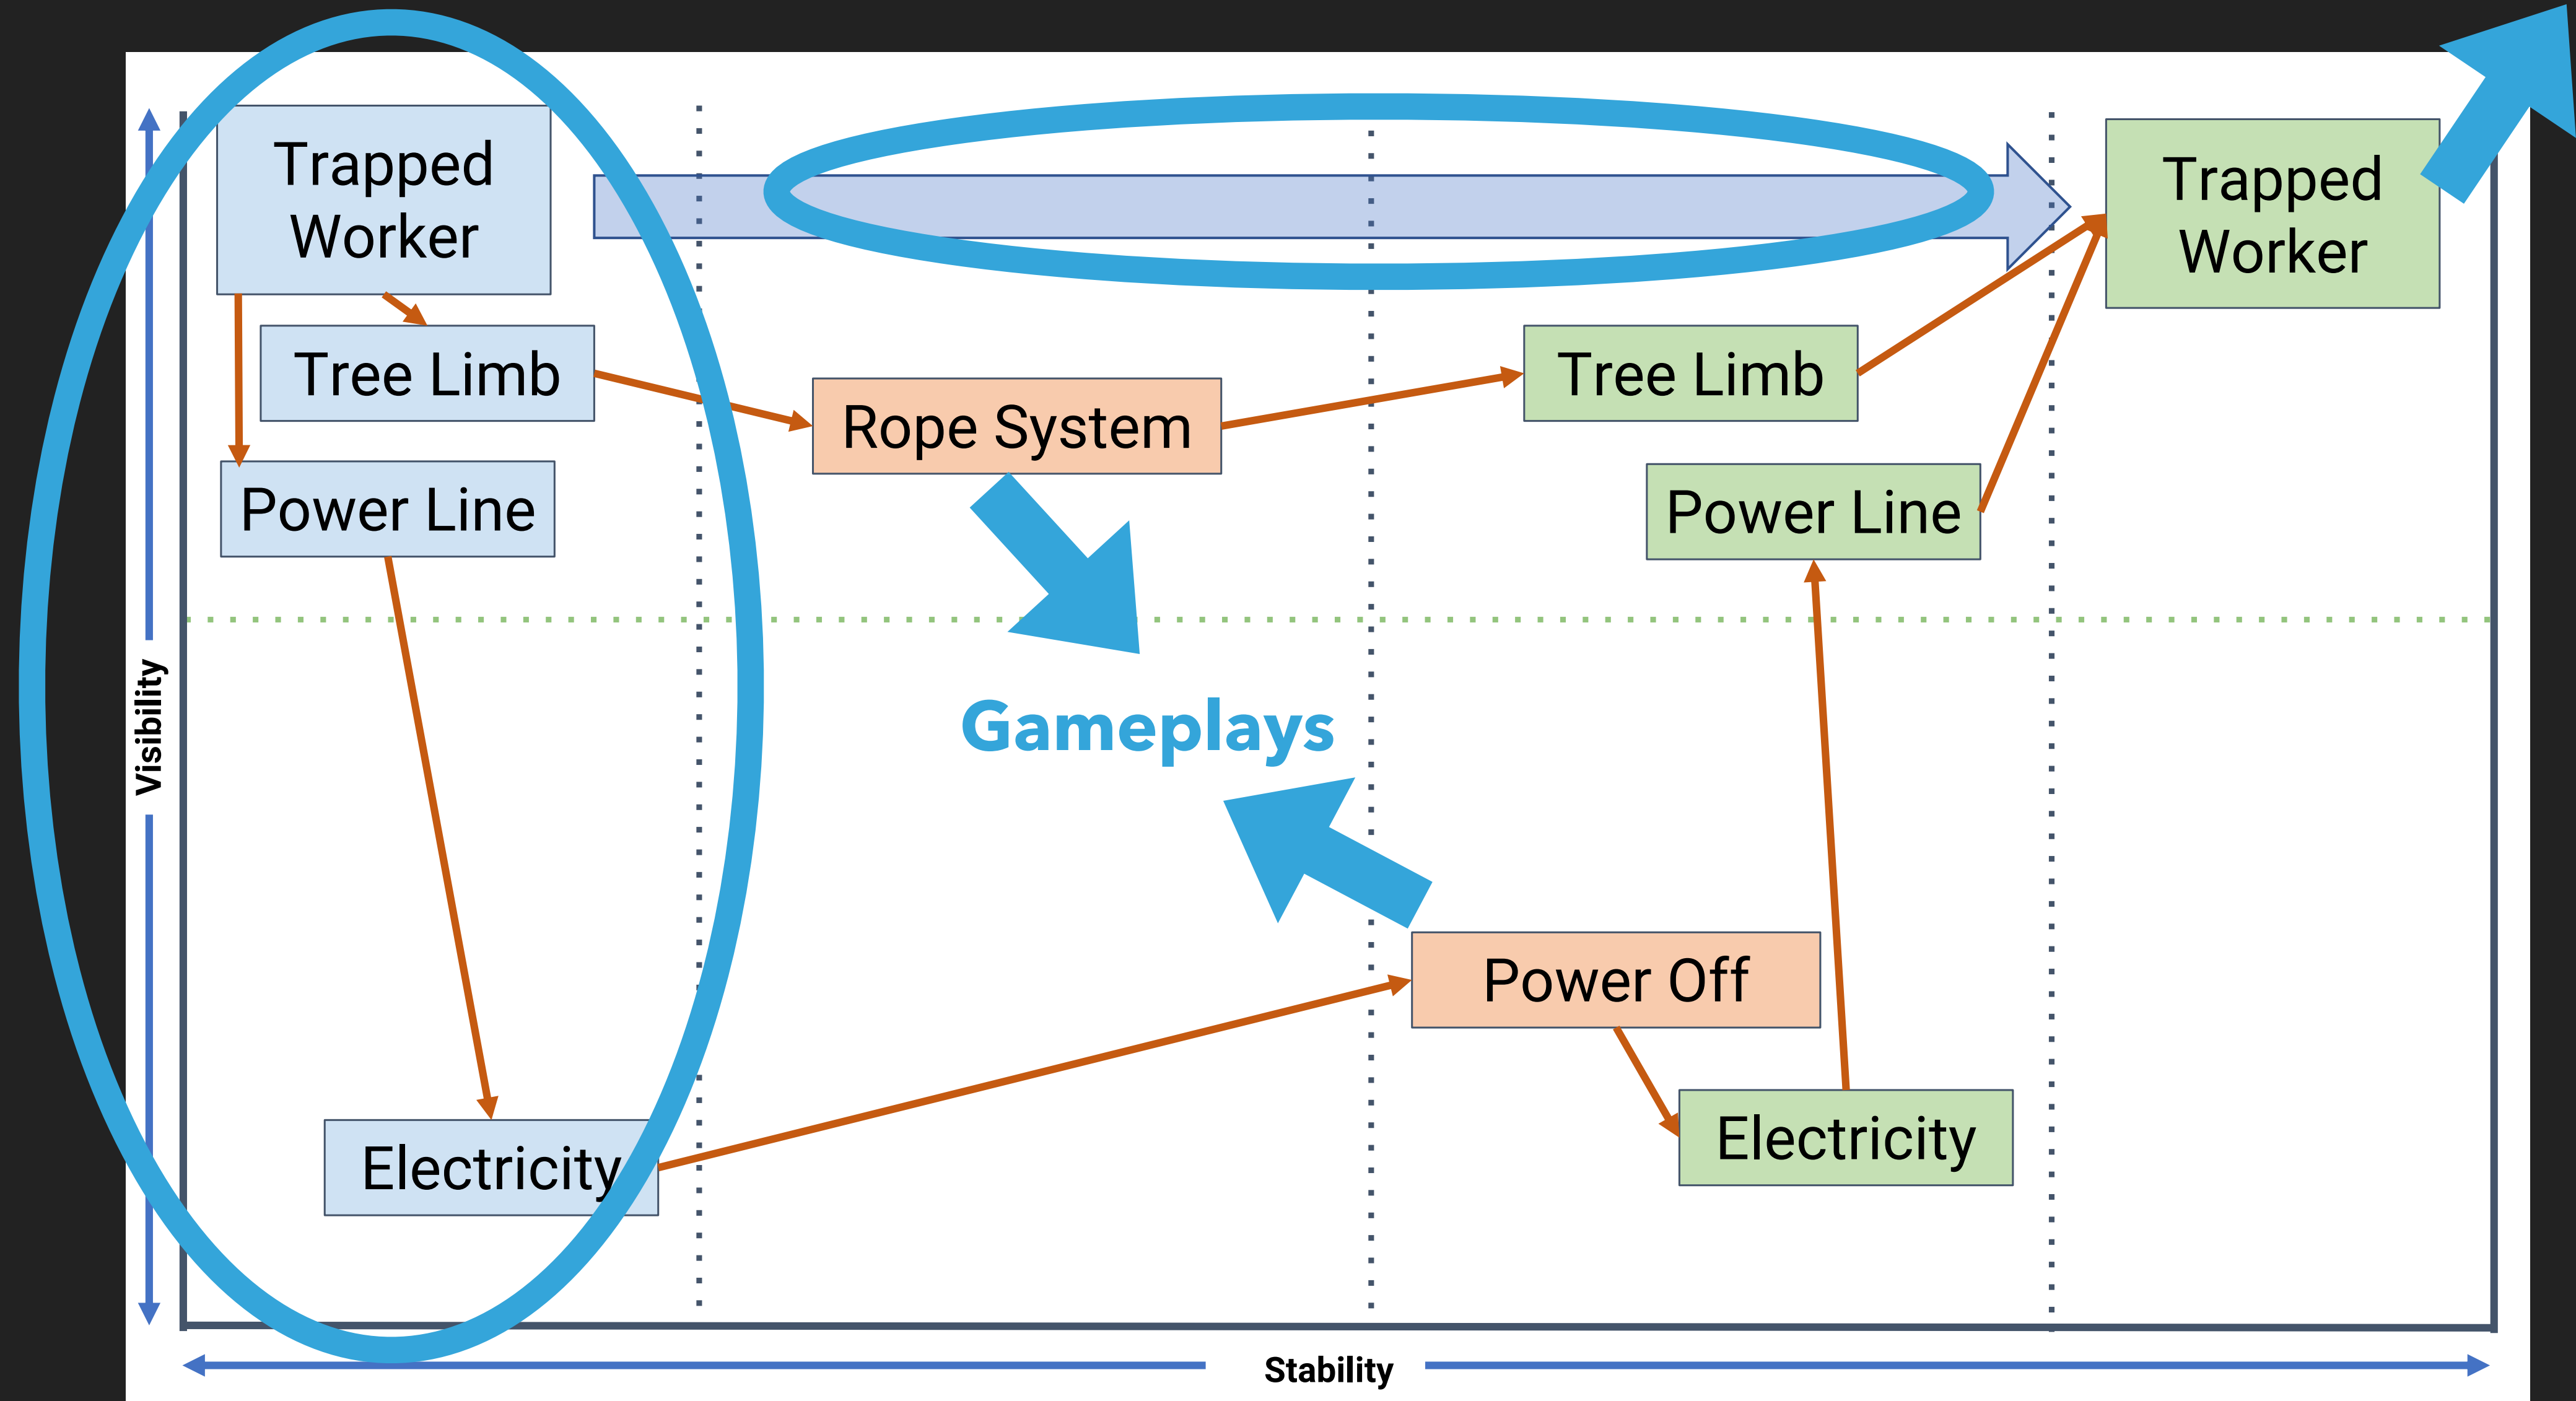 Trapped
Worker
Trapped
Worker
Tree Limb
Rope System
Tree Limb
Power Line
Power Line
Visibility
Gameplays
Power Off
Electricity
Electricity
Stability